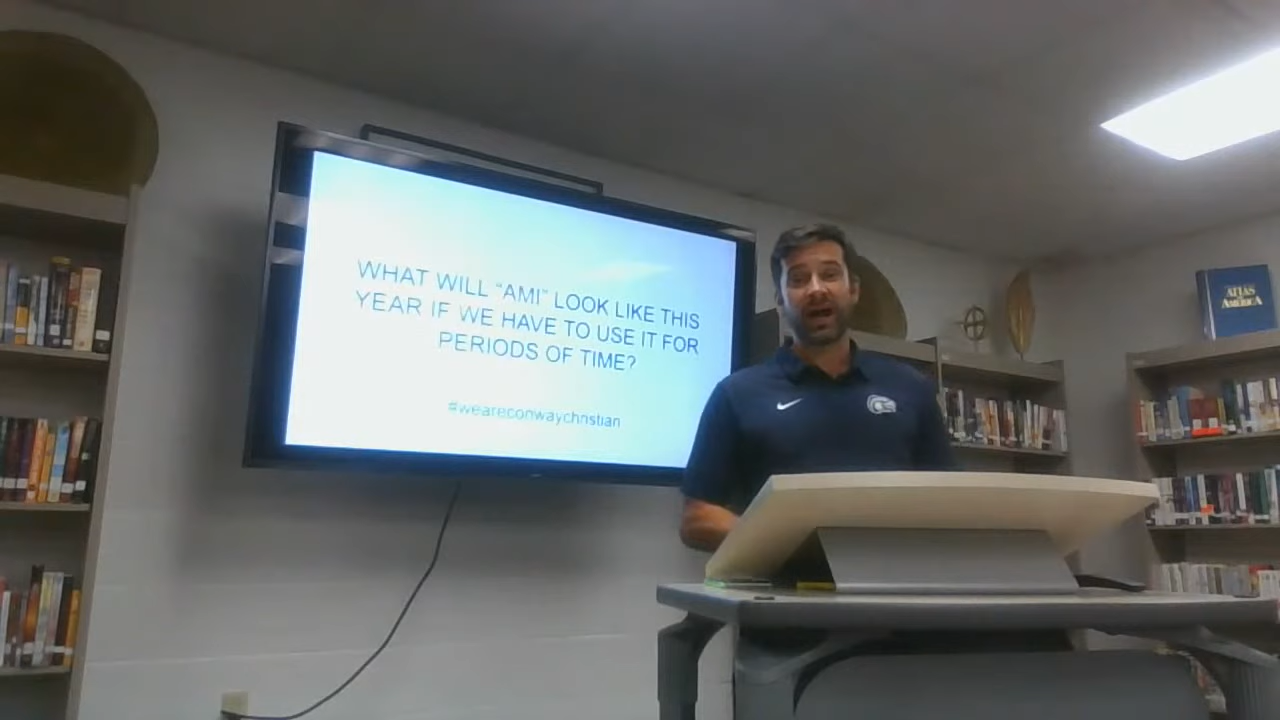 WHAT WILL “AMI” LOOK LIKE THIS
YEAR IF WE HAVE TO USE IT FOR
PERIODS OF TIME?
#weareconwaychristian
ATLAS
of
AMERICA